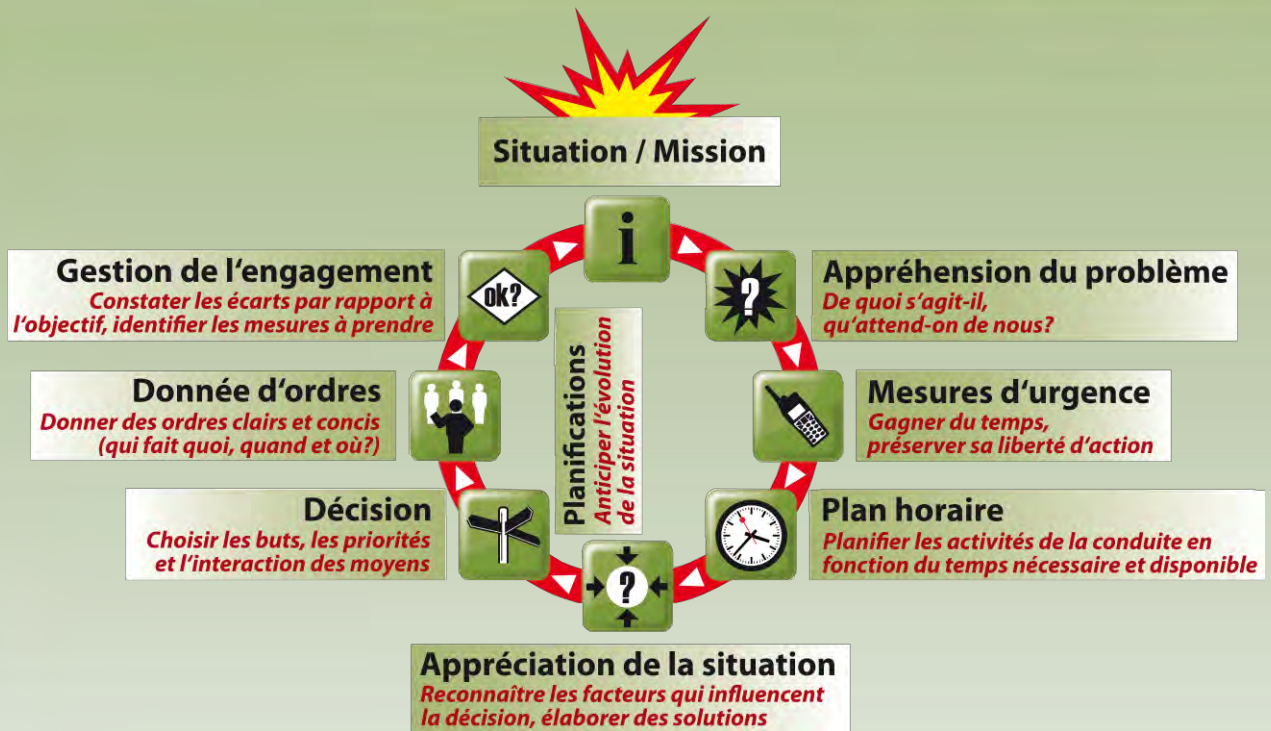 Situation / Mission
i
Appréhension du problème
De quoi s‘agit-il,
qu‘attend-on de nous?
?
Mesures d‘urgence
Gagner du temps,
préserver sa liberté d‘action
Plan horaire
Planifier les activités de la conduite en
fonction du temps nécessaire et disponible
?
Appréciation de la situation
Reconnaître les facteurs qui influencent
la décision, élaborer des solutions
Décision
Choisir les buts, les priorités
et l‘interaction des moyens
Donnée d‘ordres
Donner des ordres clairs et concis
(qui fait quoi, quand et où?)
Gestion de l‘engagement
Constater les écarts par rapport à
l‘objectif, identifier les mesures à prendre
ok?
Planifications
Anticiper l‘évolution
de la situation